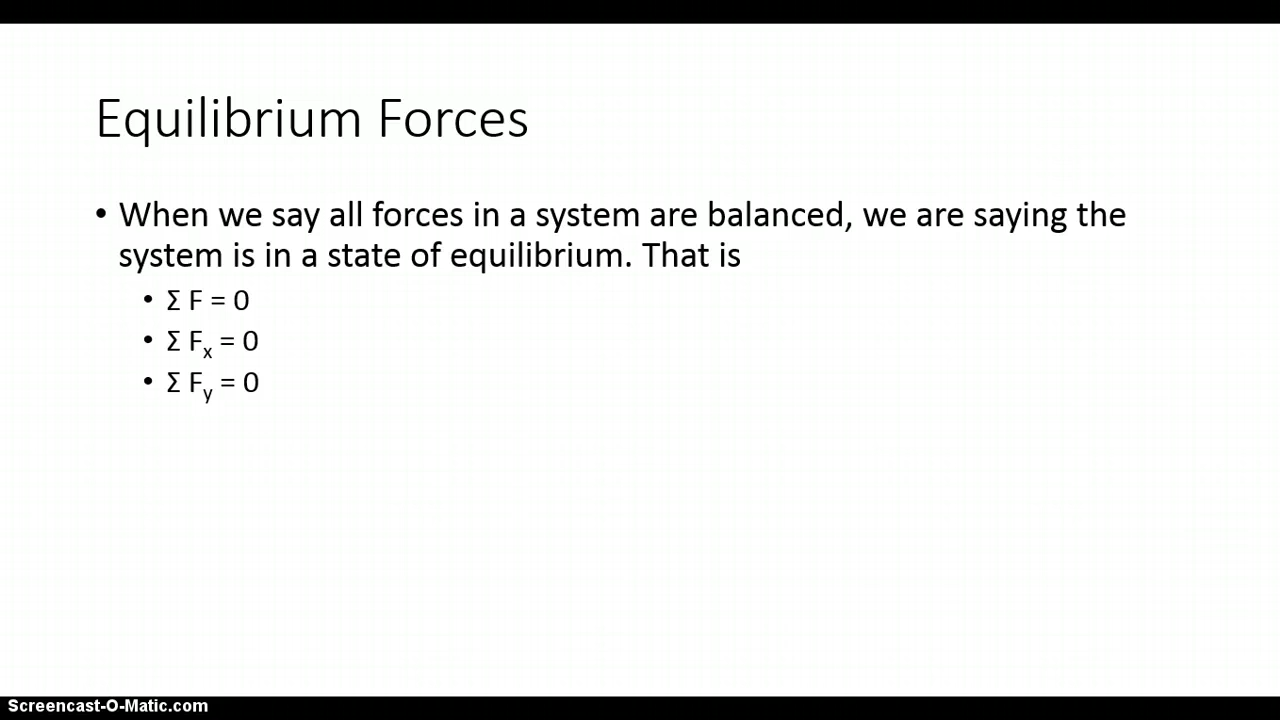 Equilibrium Forces
• When we say all forces in a system are balanced, we are saying the
system is in a state of equilibrium. That is
• Σ F = 0
• Σ Fₓ = 0
• Σ Fy = 0
Screencast-O-Matic.com